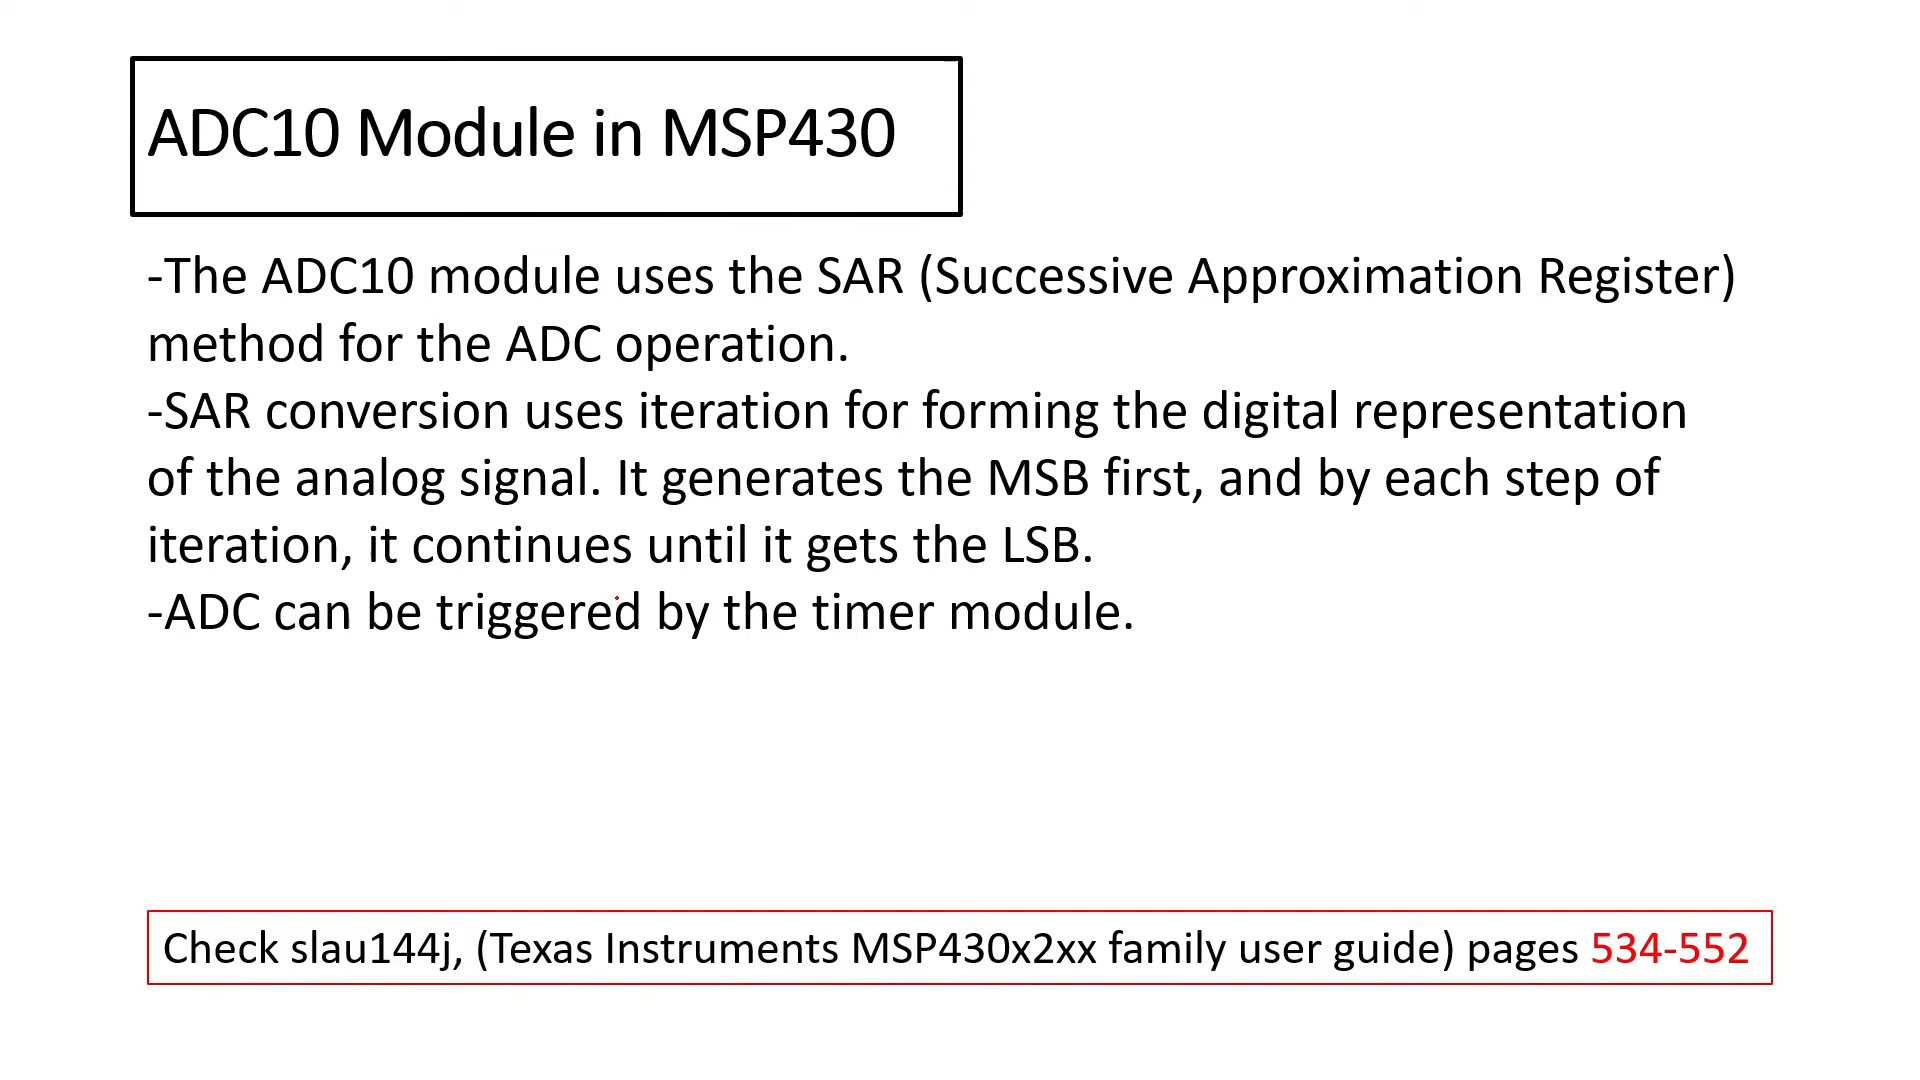 ADC10 Module in MSP430
-The ADC10 module uses the SAR (Successive Approximation Register)
method for the ADC operation.
-SAR conversion uses iteration for forming the digital representation
of the analog signal. It generates the MSB first, and by each step of
iteration, it continues until it gets the LSB.
-ADC can be triggered by the timer module.
Check slau144j, (Texas Instruments MSP430x2xx family user guide) pages 534-552